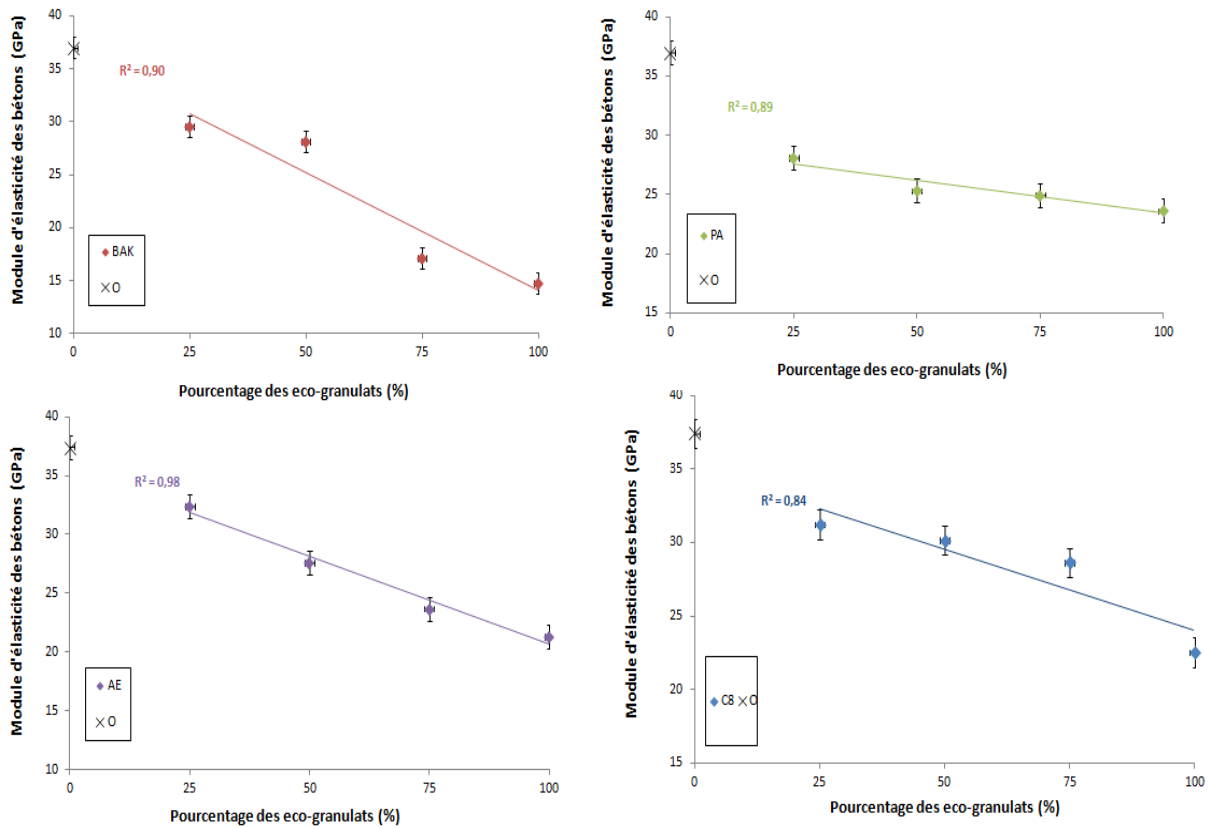 Module d'élasticité des bétons (GPa)
40
35
30
25
20
15
10
R² = 0,90
BAK
O
0
25
50
75
100
Pourcentage des eco-granulats (%)
Module d'élasticité des bétons (GPa)
40
35
30
25
20
15
R² = 0,89
PA
O
0
25
50
75
100
Pourcentage des eco-granulats (%)
Module d'élasticité des bétons (GPa)
40
35
30
25
20
15
10
R² = 0,98
AE
O
0
25
50
75
100
Pourcentage des eco-granulats (%)
Module d'élasticité des bétons (GPa)
40
35
30
25
20
15
R² = 0,84
C8 O
0
25
50
75
100
Pourcentage des eco-granulats (%)